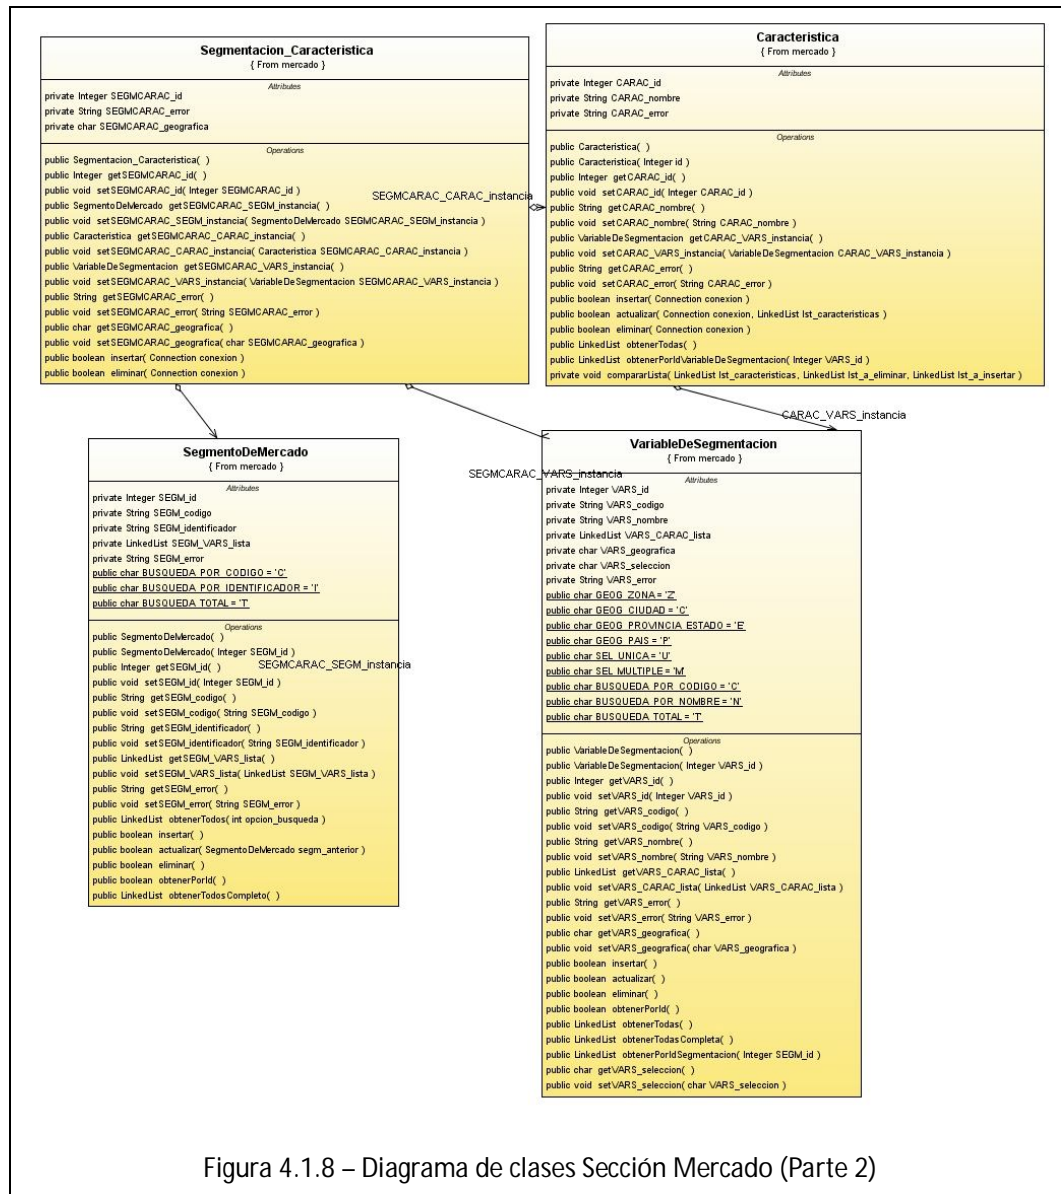 Segmentacion_Caracteristica
{ From mercado }
Attributes
private Integer SEGMCARAC_id
private String SEGMCARAC_error
private char SEGMCARAC_geografica
Operations
public Segmentacion_Caracteristica( )
public Integer getSEGMCARAC_id( )
public void setSEGMCARAC_id( Integer SEGMCARAC_id )
public SegmentoDeMercado getSEGMCARAC_SEGM_instancia( )
public void setSEGMCARAC_SEGM_instancia( SegmentoDeMercado SEGMCARAC_SEGM_instancia )
public Caracteristica getSEGMCARAC_CARAC_instancia( )
public void setSEGMCARAC_CARAC_instancia( Caracteristica SEGMCARAC_CARAC_instancia )
public VariableDeSegmentacion getSEGMCARAC_VARS_instancia( )
public void setSEGMCARAC_VARS_instancia( VariableDeSegmentacion SEGMCARAC_VARS_instancia )
public String getSEGMCARAC_error( )
public void setSEGMCARAC_error( String SEGMCARAC_error )
public char getSEGMCARAC_geografica( )
public void setSEGMCARAC_geografica( char SEGMCARAC_geografica )
public boolean insertar( Connection conexion )
public boolean eliminar( Connection conexion )
SEGMCARAC_CARAC_instancia
Caracteristica
{ From mercado }
Attributes
private Integer CARAC_id
private String CARAC_nombre
private String CARAC_error
Operations
public Caracteristica( )
public Caracteristica( Integer id )
public Integer getCARAC_id( )
public void setCARAC_id( Integer CARAC_id )
public String getCARAC_nombre( )
public void setCARAC_nombre( String CARAC_nombre )
public VariableDeSegmentacion getCARAC_VARS_instancia( )
public void setCARAC_VARS_instancia( VariableDeSegmentacion CARAC_VARS_instancia )
public String getCARAC_error( )
public void setCARAC_error( String CARAC_error )
public boolean insertar( Connection conexion )
public boolean actualizar( Connection conexion, LinkedList lst_caracteristicas )
public boolean eliminar( Connection conexion )
public LinkedList obtenerTodas( )
public LinkedList obtenerPorIdVariableDeSegmentacion( Integer VARS_id )
private void compararLista( LinkedList lst_caracteristicas, LinkedList lst_a_eliminar, LinkedList lst_a_insertar )
CARAC_VARS_instancia
SegmentoDeMercado
{ From mercado }
Attributes
private Integer SEGM_id
private String SEGM_codigo
private String SEGM_identificador
private LinkedList SEGM_VARS_lista
private String SEGM_error
public char BUSQUEDA_POR_CODIGO = 'C'
public char BUSQUEDA_POR_IDENTIFICADOR = 'I'
public char BUSQUEDA_TOTAL = 'T'
Operations
public SegmentoDeMercado( )
public SegmentoDeMercado( Integer SEGM_id )
public Integer getSEGM_id( )
SEGMCARAC_SEGM_instancia
public void setSEGM_id( Integer SEGM_id )
public String getSEGM_codigo( )
public void setSEGM_codigo( String SEGM_codigo )
public String getSEGM_identificador( )
public void setSEGM_identificador( String SEGM_identificador )
public LinkedList getSEGM_VARS_lista( )
public void setSEGM_VARS_lista( LinkedList SEGM_VARS_lista )
public String getSEGM_error( )
public void setSEGM_error( String SEGM_error )
public LinkedList obtenerTodos( int opcion_busqueda )
public boolean insertar( )
public boolean actualizar( SegmentoDeMercado segm_anterior )
public boolean eliminar( )
public boolean obtenerPorId( )
public LinkedList obtenerTodosCompleto( )
SEGMCARAC_VARS_instancia
VariableDeSegmentacion
{ From mercado }
Attributes
private Integer VARS_id
private String VARS_codigo
private String VARS_nombre
private LinkedList VARS_CARAC_lista
private char VARS_geografica
private char VARS_seleccion
private String VARS_error
public char GEOG_ZONA = 'Z'
public char GEOG_CIUDAD = 'C'
public char GEOG_PROVINCIA_ESTADO = 'E'
public char GEOG_PAIS = 'P'
public char SEL_UNICA = 'U'
public char SEL_MULTIPLE = 'M'
public char BUSQUEDA_POR_CODIGO = 'C'
public char BUSQUEDA_POR_NOMBRE = 'N'
public char BUSQUEDA_TOTAL = 'T'
Operations
public VariableDeSegmentacion( )
public VariableDeSegmentacion( Integer VARS_id )
public Integer getVARS_id( )
public void setVARS_id( Integer VARS_id )
public String getVARS_codigo( )
public void setVARS_codigo( String VARS_codigo )
public String getVARS_nombre( )
public void setVARS_nombre( String VARS_nombre )
public LinkedList getVARS_CARAC_lista( )
public void setVARS_CARAC_lista( LinkedList VARS_CARAC_lista )
public String getVARS_error( )
public void setVARS_error( String VARS_error )
public char getVARS_geografica( )
public void setVARS_geografica( char VARS_geografica )
public boolean insertar( )
public boolean actualizar( )
public boolean eliminar( )
public boolean obtenerPorId( )
public LinkedList obtenerTodas( )
public LinkedList obtenerTodasCompleta( )
public LinkedList obtenerPorIdSegmentacion( Integer SEGM_id )
public char getVARS_seleccion( )
public void setVARS_seleccion( char VARS_seleccion )
Figura 4.1.8 – Diagrama de clases Sección Mercado (Parte 2)